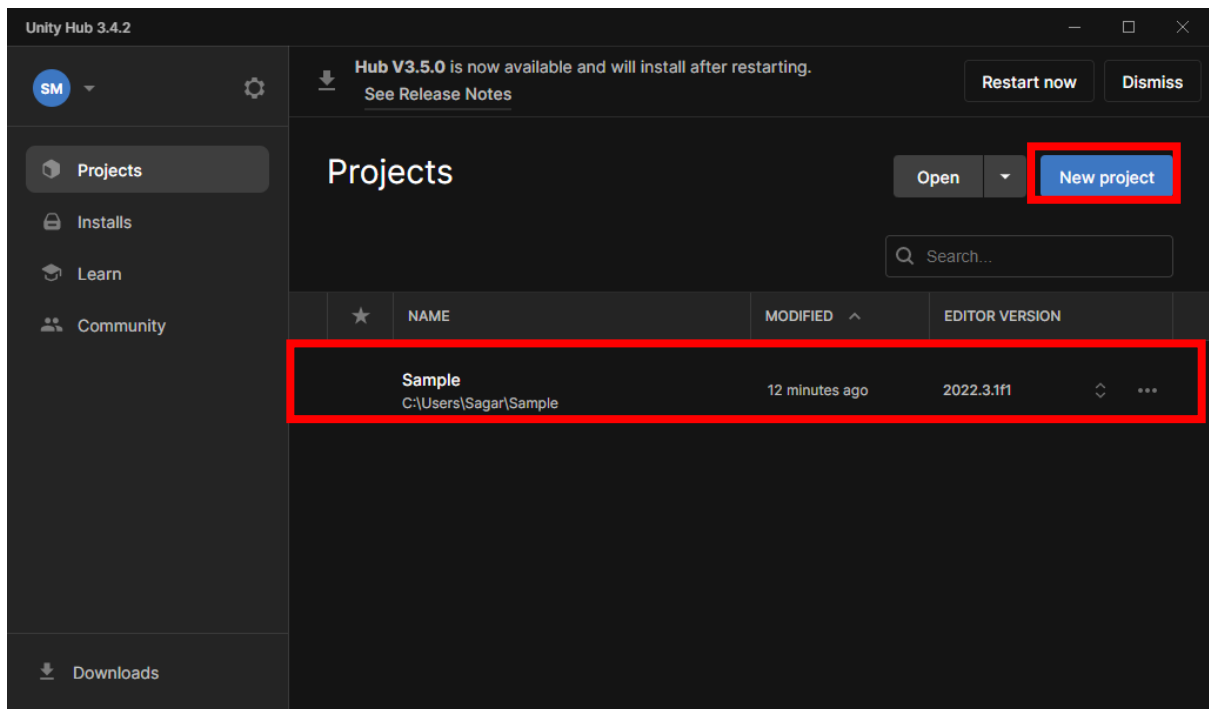 Unity Hub 3.4.2
SM
Hub V3.5.0 is now available and will install after restarting.
See Release Notes
Restart now
Dismiss
Projects
Installs
Learn
Community
Downloads
Projects
Open
New project
Search...
NAME
MODIFIED
EDITOR VERSION
Sample
C:\Users\Sagar\Sample
12 minutes ago
2022.3.1f1